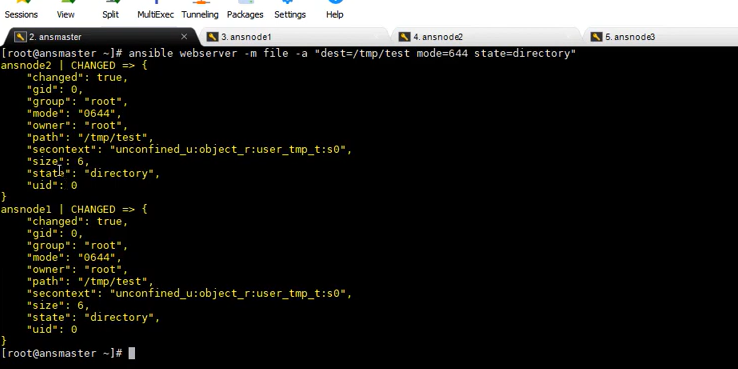 Sessions View Split MultiExec Tunneling Packages Settings Help
2. ansmaster 3. ansnode1 4. ansnode2 5. ansnode3
[root@ansmaster ~]# ansible webserver -m file -a "dest=/tmp/test mode=644 state=directory"
ansnode2 | CHANGED => {
"changed": true,
"gid": 0,
"group": "root",
"mode": "0644",
"owner": "root",
"path": "/tmp/test",
"secontext": "unconfined_u:object_r:user_tmp_t:s0",
"size": 6,
"state": "directory",
"uid": 0
}
ansnode1 | CHANGED => {
"changed": true,
"gid": 0,
"group": "root",
"mode": "0644",
"owner": "root",
"path": "/tmp/test",
"secontext": "unconfined_u:object_r:user_tmp_t:s0",
"size": 6,
"state": "directory",
"uid": 0
}
[root@ansmaster ~]#